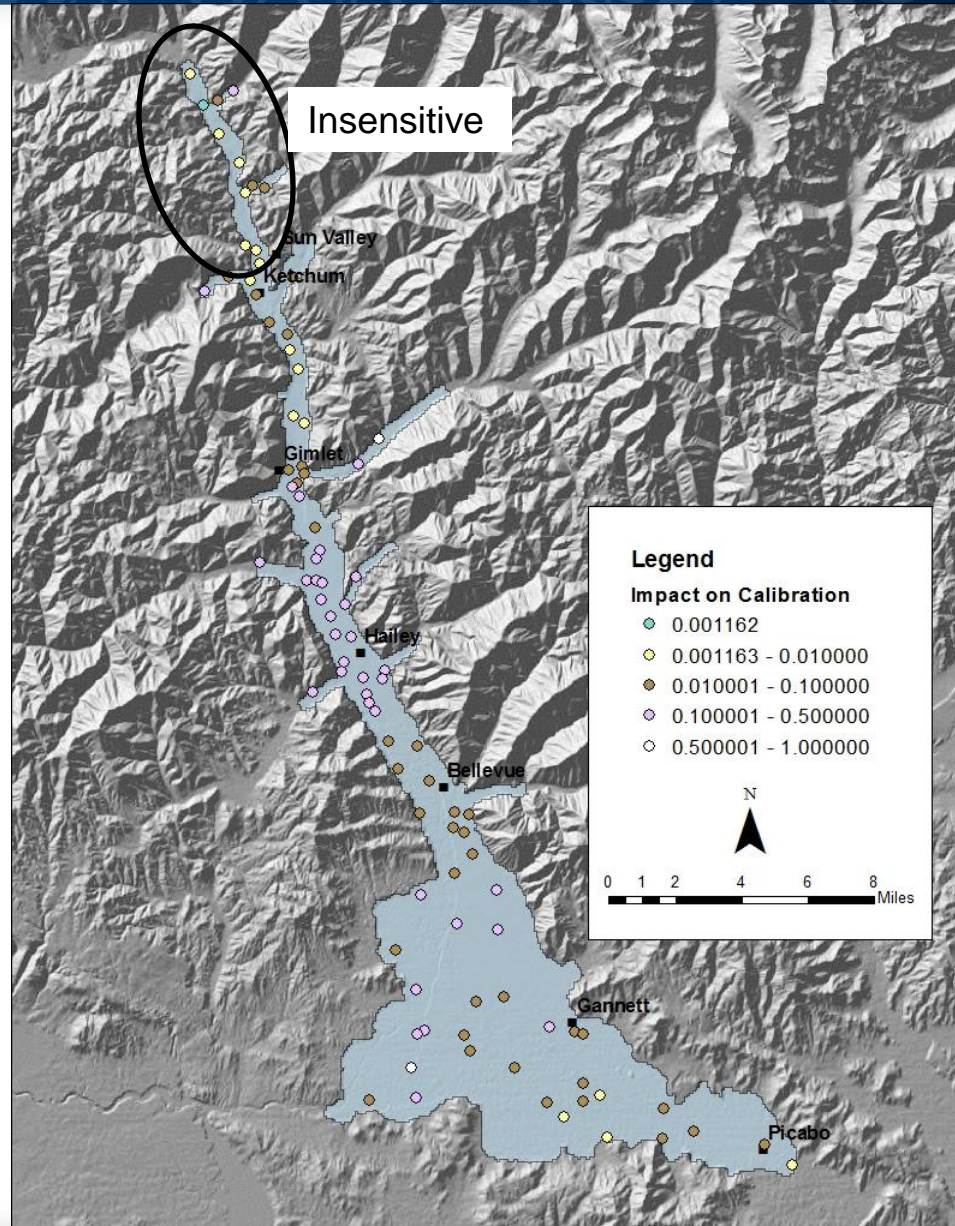 Insensitive
Sun Valley
Ketchum
Gimlet
Hailey
Bellevue
Gannett
Picabo
Legend
Impact on Calibration
0.001162
0.001163 - 0.010000
0.010001 - 0.100000
0.100001 - 0.500000
0.500001 - 1.000000
N
0 1 2 4 6 8
Miles